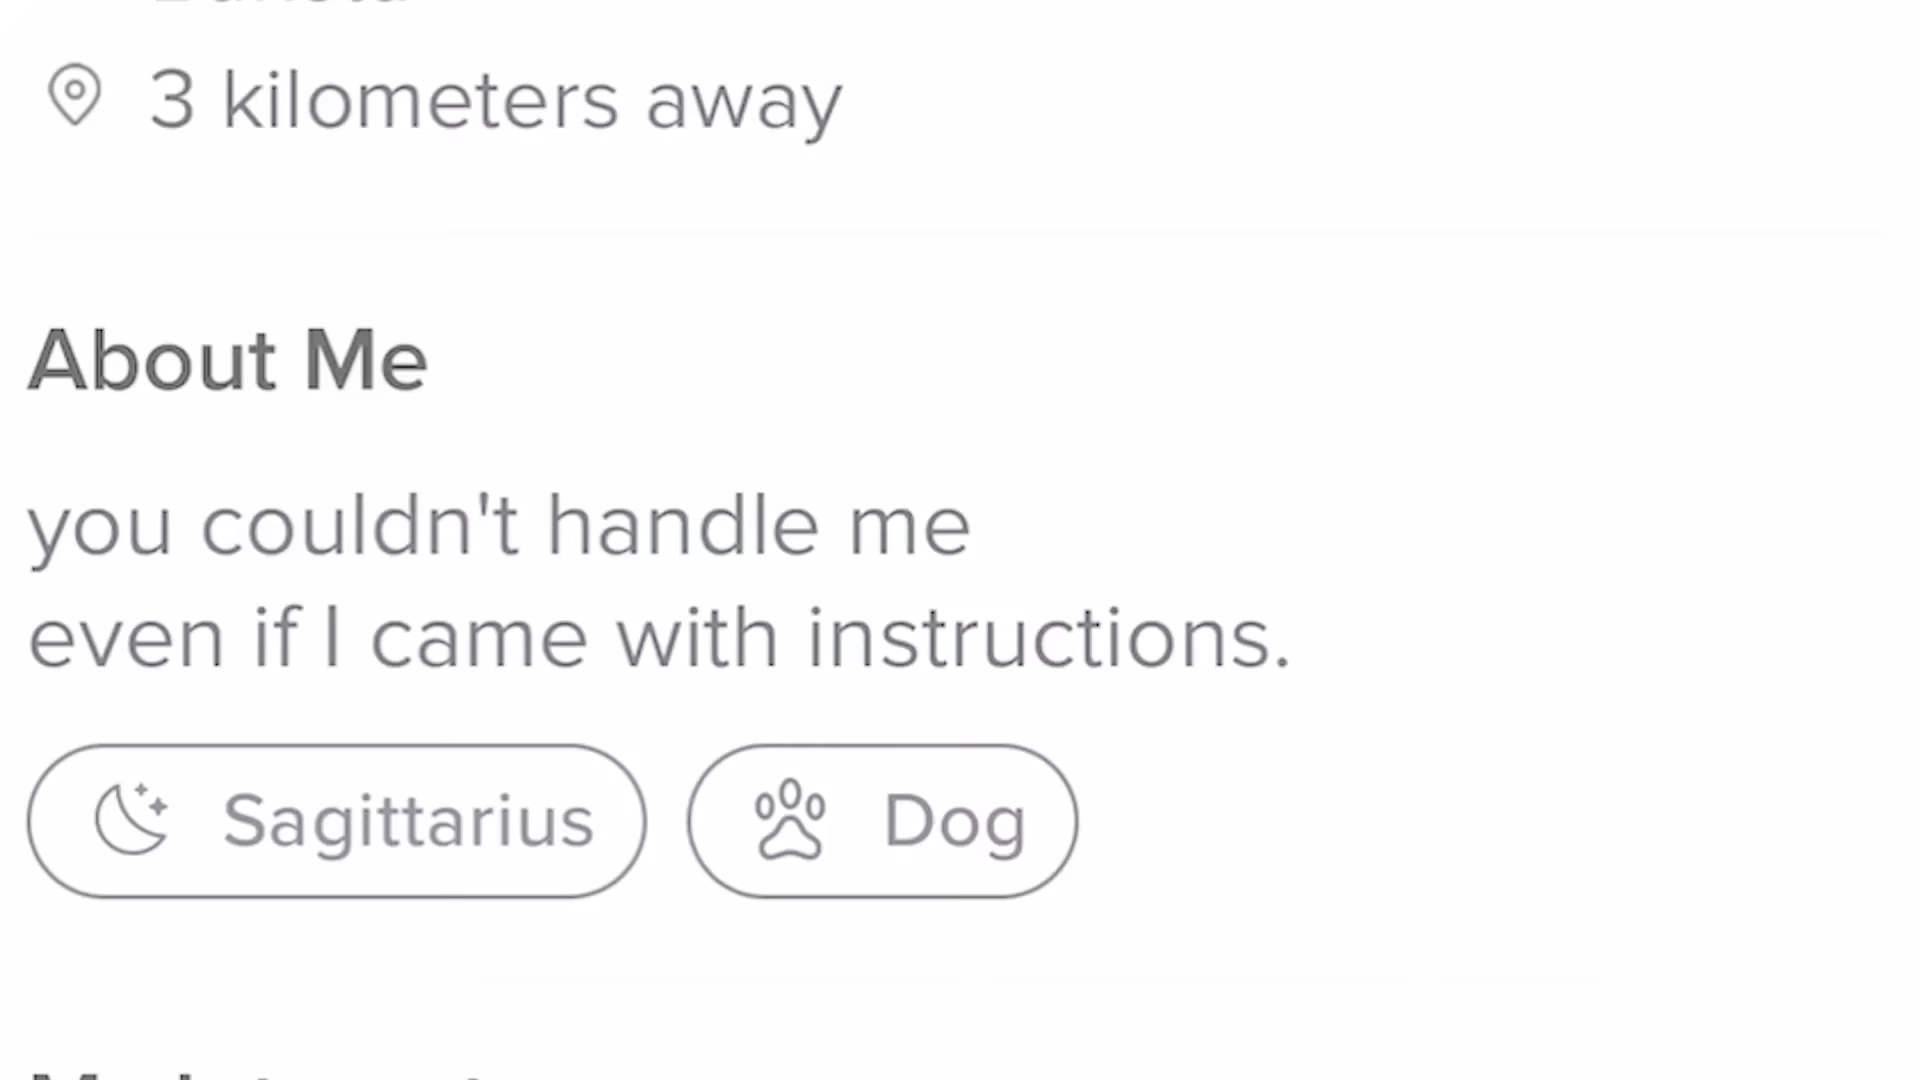 3 kilometers away
About Me
you couldn't handle me
even if I came with instructions.
Sagittarius
Dog